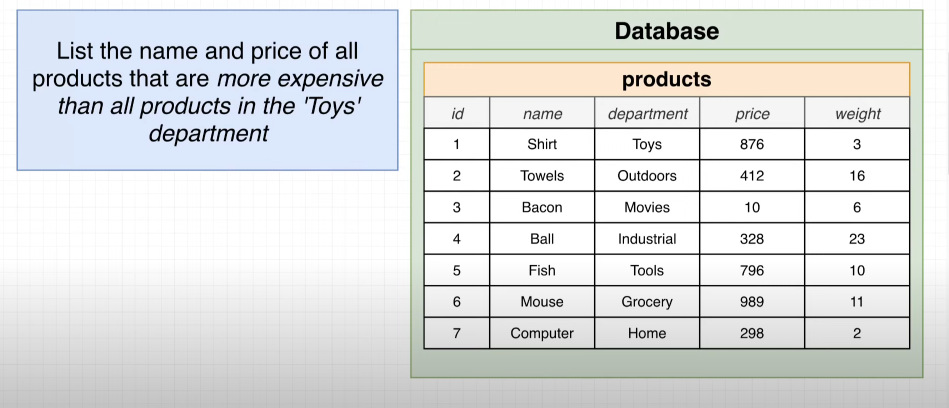 List the name and price of all
products that are more expensive
than all products in the 'Toys'
department
Database
products
id name department price weight
1 Shirt Toys 876 3
2 Towels Outdoors 412 16
3 Bacon Movies 10 6
4 Ball Industrial 328 23
5 Fish Tools 796 10
6 Mouse Grocery 989 11
7 Computer Home 298 2